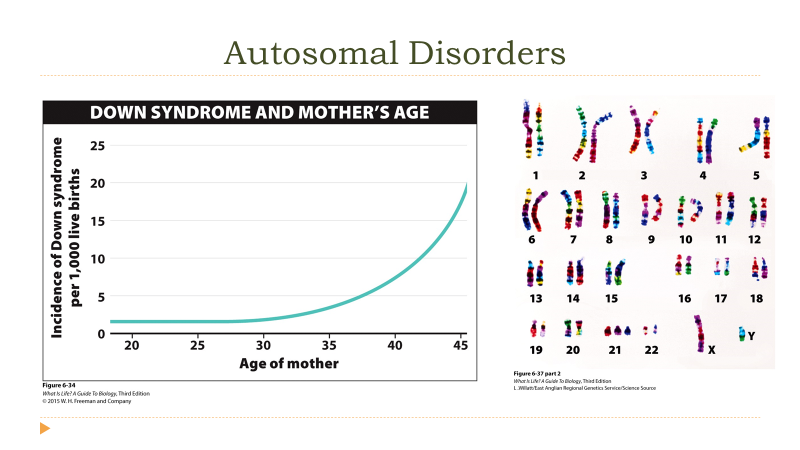 Autosomal Disorders
DOWN SYNDROME AND MOTHER'S AGE
Incidence of Down syndrome
per 1,000 live births
25
20
15
10
5
0
20 25 30 35 40 45
Age of mother
Figure 6-34
What Is Life? A Guide To Biology, Third Edition
© 2015 W. H. Freeman and Company
1 2 3 4 5
6 7 8 9 10 11 12
13 14 15 16 17 18
19 20 21 22 X Y
Figure 6-37 part 2
What Is Life? A Guide To Biology, Third Edition
L. Willatt/East Anglian Regional Genetics Service/Science Source